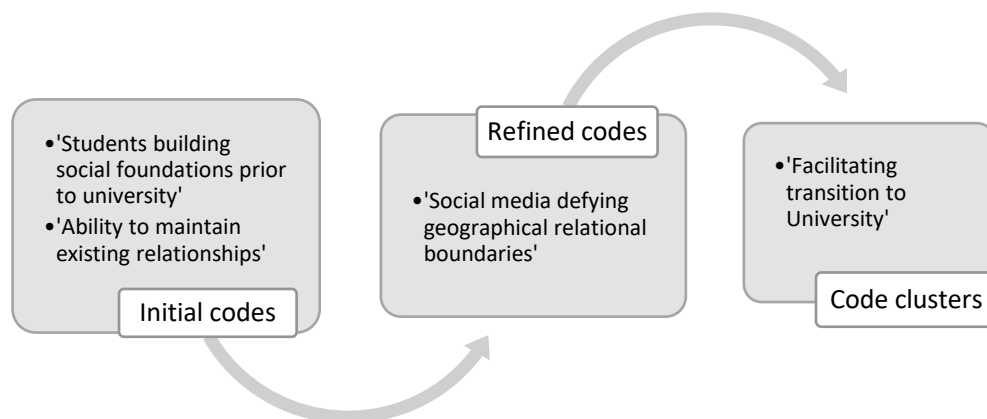 •'Students building
social foundations prior
to university'
•'Ability to maintain
existing relationships'
Initial codes
Refined codes
•'Social media defying
geographical relational
boundaries'
•'Facilitating
transition to
University'
Code clusters